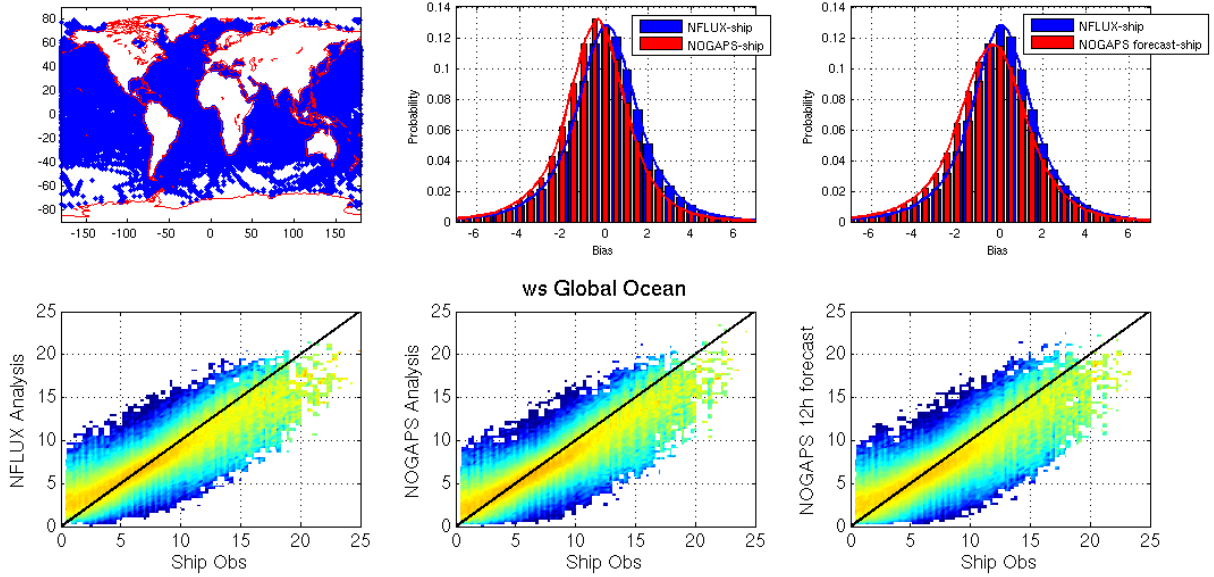 80
60
40
20
0
-20
-40
-60
-80
-150 -100 -50 0 50 100 150
0.14
0.12
0.1
0.08
0.06
0.04
0.02
0
Probability
-6 -4 -2 0 2 4 6
Bias
NFLUX-ship
NOGAPS-ship
0.14
0.12
0.1
0.08
0.06
0.04
0.02
0
Probability
-6 -4 -2 0 2 4 6
Bias
NFLUX-ship
NOGAPS forecast-ship
ws Global Ocean
25
20
15
10
5
0
NFLUX Analysis
0 5 10 15 20 25
Ship Obs
25
20
15
10
5
0
NOGAPS Analysis
0 5 10 15 20 25
Ship Obs
25
20
15
10
5
0
NOGAPS 12h forecast
0 5 10 15 20 25
Ship Obs